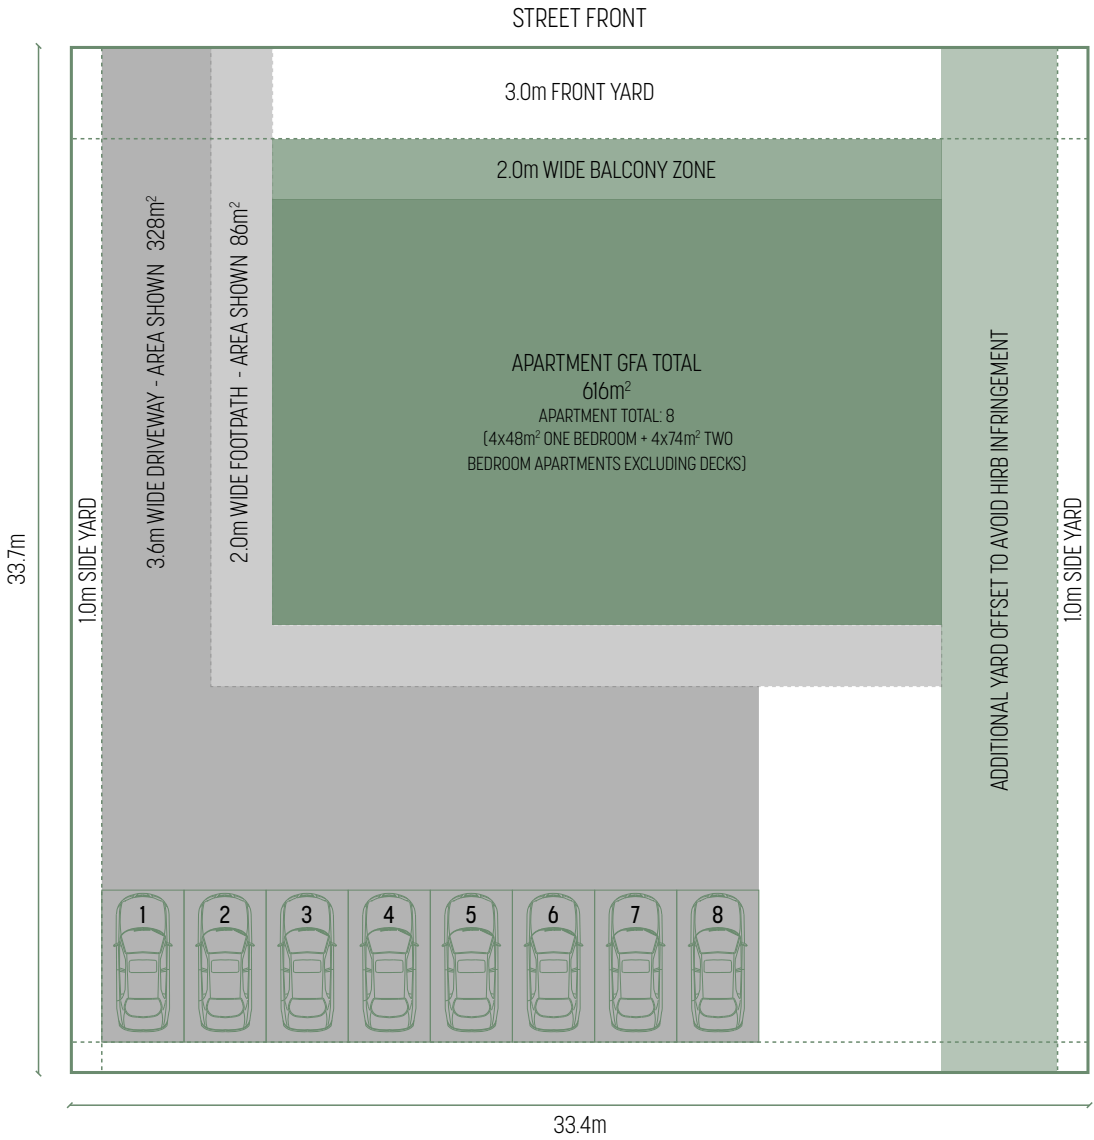 STREET FRONT
3.0m FRONT YARD
2.0m WIDE BALCONY ZONE
3.6m WIDE DRIVEWAY - AREA SHOWN 328m²
2.0m WIDE FOOTPATH - AREA SHOWN 86m²
APARTMENT GFA TOTAL
616m²
APARTMENT TOTAL: 8
(4x48m² ONE BEDROOM + 4x74m² TWO
BEDROOM APARTMENTS EXCLUDING DECKS)
ADDITIONAL YARD OFFSET TO AVOID HIRB INFRINGEMENT
33.7m
1.0m SIDE YARD
1.0m SIDE YARD
1
2
3
4
5
6
7
8
33.4m